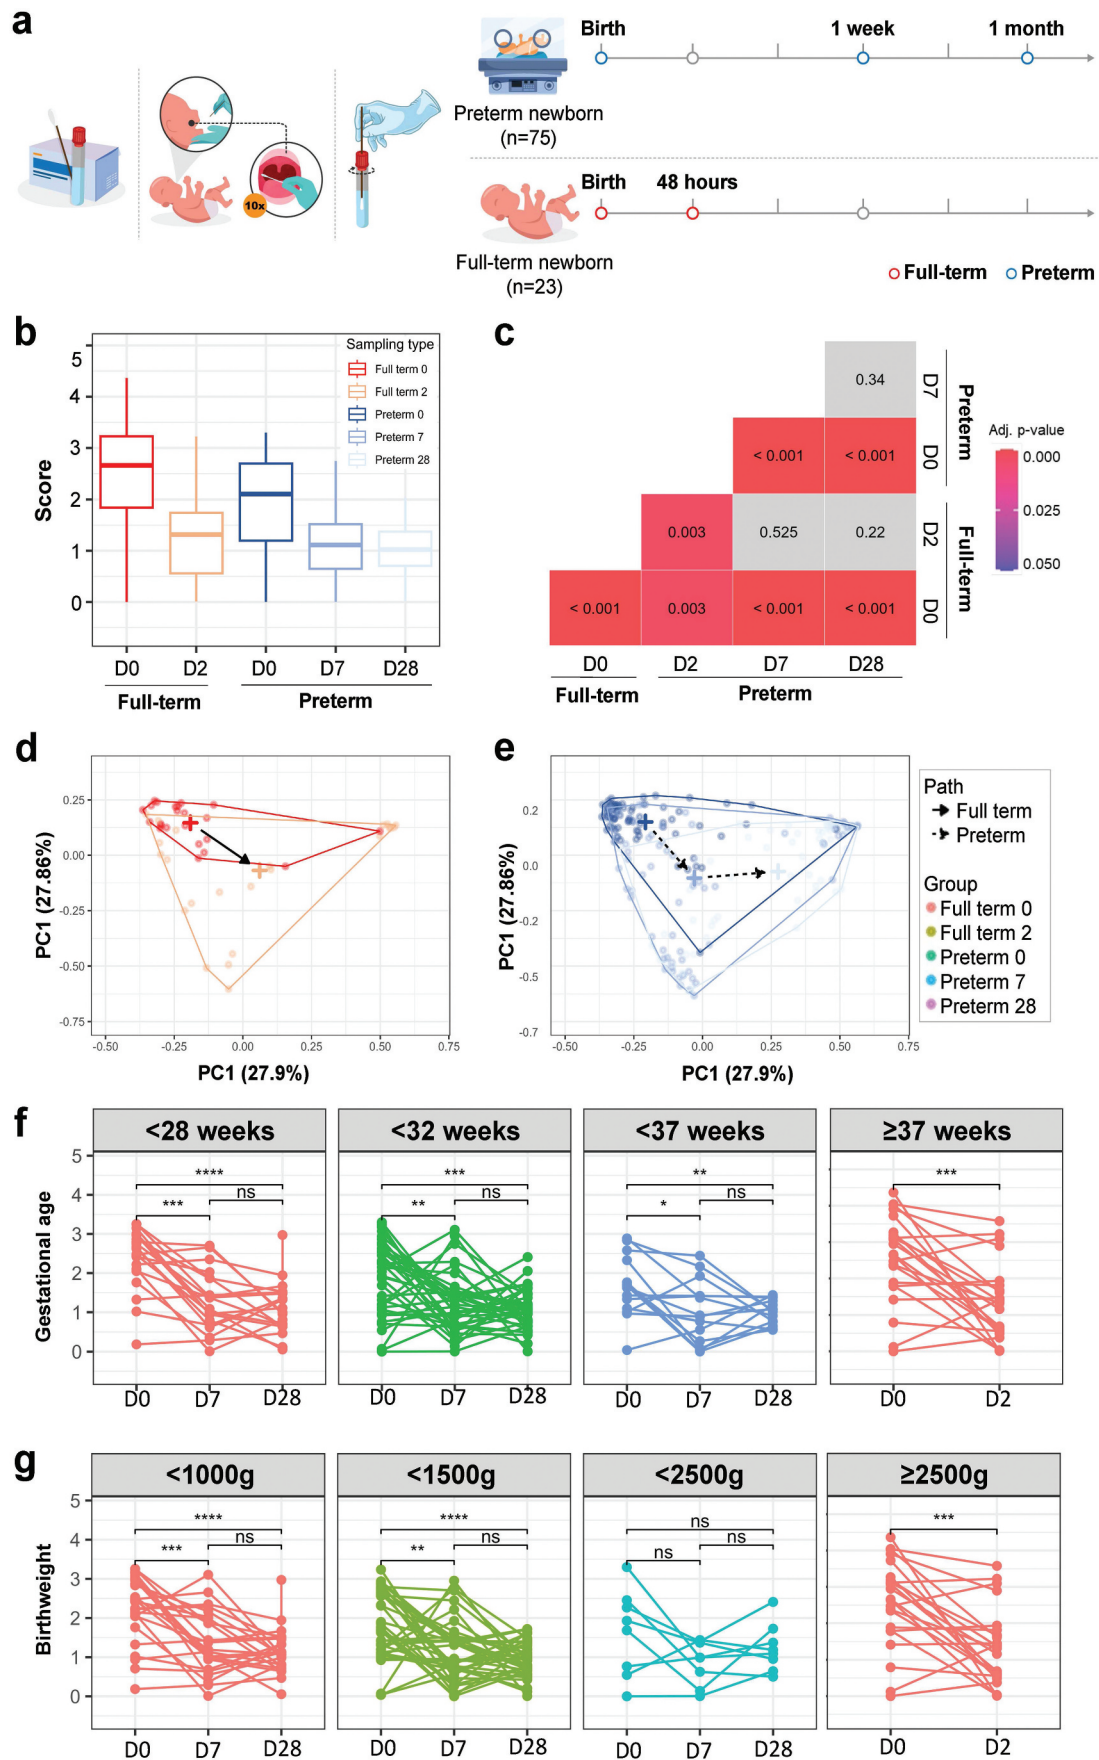 a
Birth
1 week
1 month
Preterm newborn
(n=75)
10x
Birth
48 hours
Full-term newborn
(n=23)
Full-term
Preterm
b
Score
5
4
3
2
1
0
Sampling type
Full term 0
Full term 2
Preterm 0
Preterm 7
Preterm 28
D0 D2 D0 D7 D28
Full-term Preterm
c
0.34
< 0.001 < 0.001
0.003 0.525 0.22
< 0.001 0.003 < 0.001 < 0.001
D7
D0
D2
D0
Preterm
Full-term
D0 D2 D7 D28
Full-term Preterm
Adj. p-value
0.000
0.025
0.050
d
PC1 (27.86%)
0.25
0.00
-0.25
-0.50
-0.75
-0.50 -0.25 0.00 0.25 0.50 0.75
PC1 (27.9%)
e
PC1 (27.86%)
0.2
0.0
-0.2
-0.5
-0.7
-0.50 -0.25 0.00 0.25 0.50 0.75
PC1 (27.9%)
Path
Full term
Preterm
Group
Full term 0
Full term 2
Preterm 0
Preterm 7
Preterm 28
f
<28 weeks <32 weeks <37 weeks ≥37 weeks
Gestational age
5
4
3
2
1
0
**** *** ** ***
ns ns ns
*** ** *
D0 D7 D28 D0 D7 D28 D0 D7 D28 D0 D2
g
<1000g <1500g <2500g ≥2500g
Birthweight
5
4
3
2
1
0
**** **** ns ***
ns ns ns
*** ** ns
D0 D7 D28 D0 D7 D28 D0 D7 D28 D0 D2